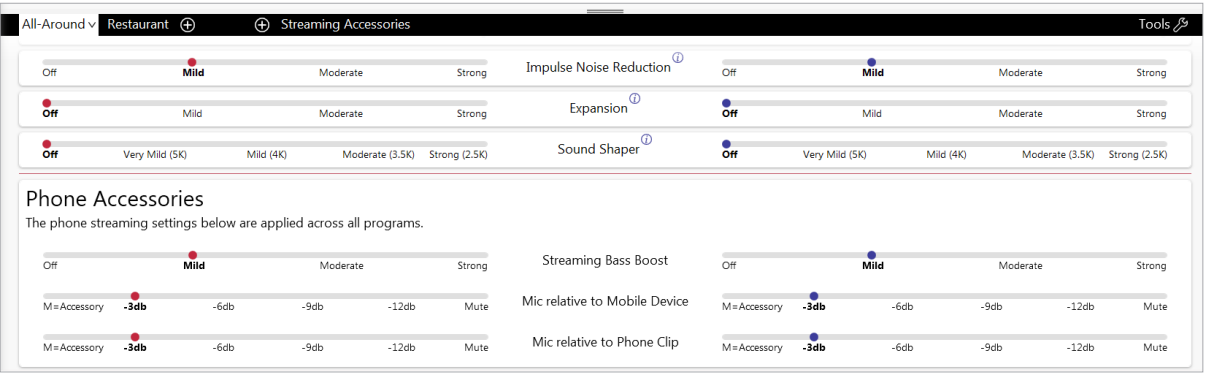 All-Around Restaurant Streaming Accessories Tools
Off Mild Moderate Strong Impulse Noise Reduction i Off Mild Moderate Strong
Off Mild Moderate Strong Expansion i Off Mild Moderate Strong
Off Very Mild (5K) Mild (4K) Moderate (3.5K) Strong (2.5K) Sound Shaper i Off Very Mild (5K) Mild (4K) Moderate (3.5K) Strong (2.5K)
Phone Accessories
The phone streaming settings below are applied across all programs.
Off Mild Moderate Strong Streaming Bass Boost Off Mild Moderate Strong
M=Accessory -3db -6db -9db -12db Mute Mic relative to Mobile Device M=Accessory -3db -6db -9db -12db Mute
M=Accessory -3db -6db -9db -12db Mute Mic relative to Phone Clip M=Accessory -3db -6db -9db -12db Mute